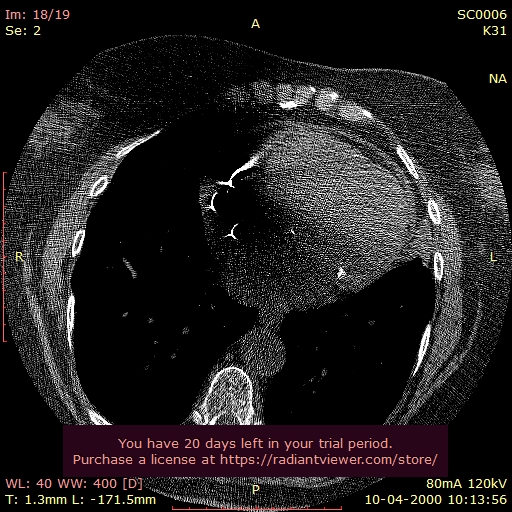 Im: 18/19
Se: 2
A
SC0006
K31
NA
R
L
You have 20 days left in your trial period.
Purchase a license at https://radiantviewer.com/store/
WL: 40 WW: 400 [D]
T: 1.3mm L: -171.5mm
P
80mA 120kV
10-04-2000 10:13:56